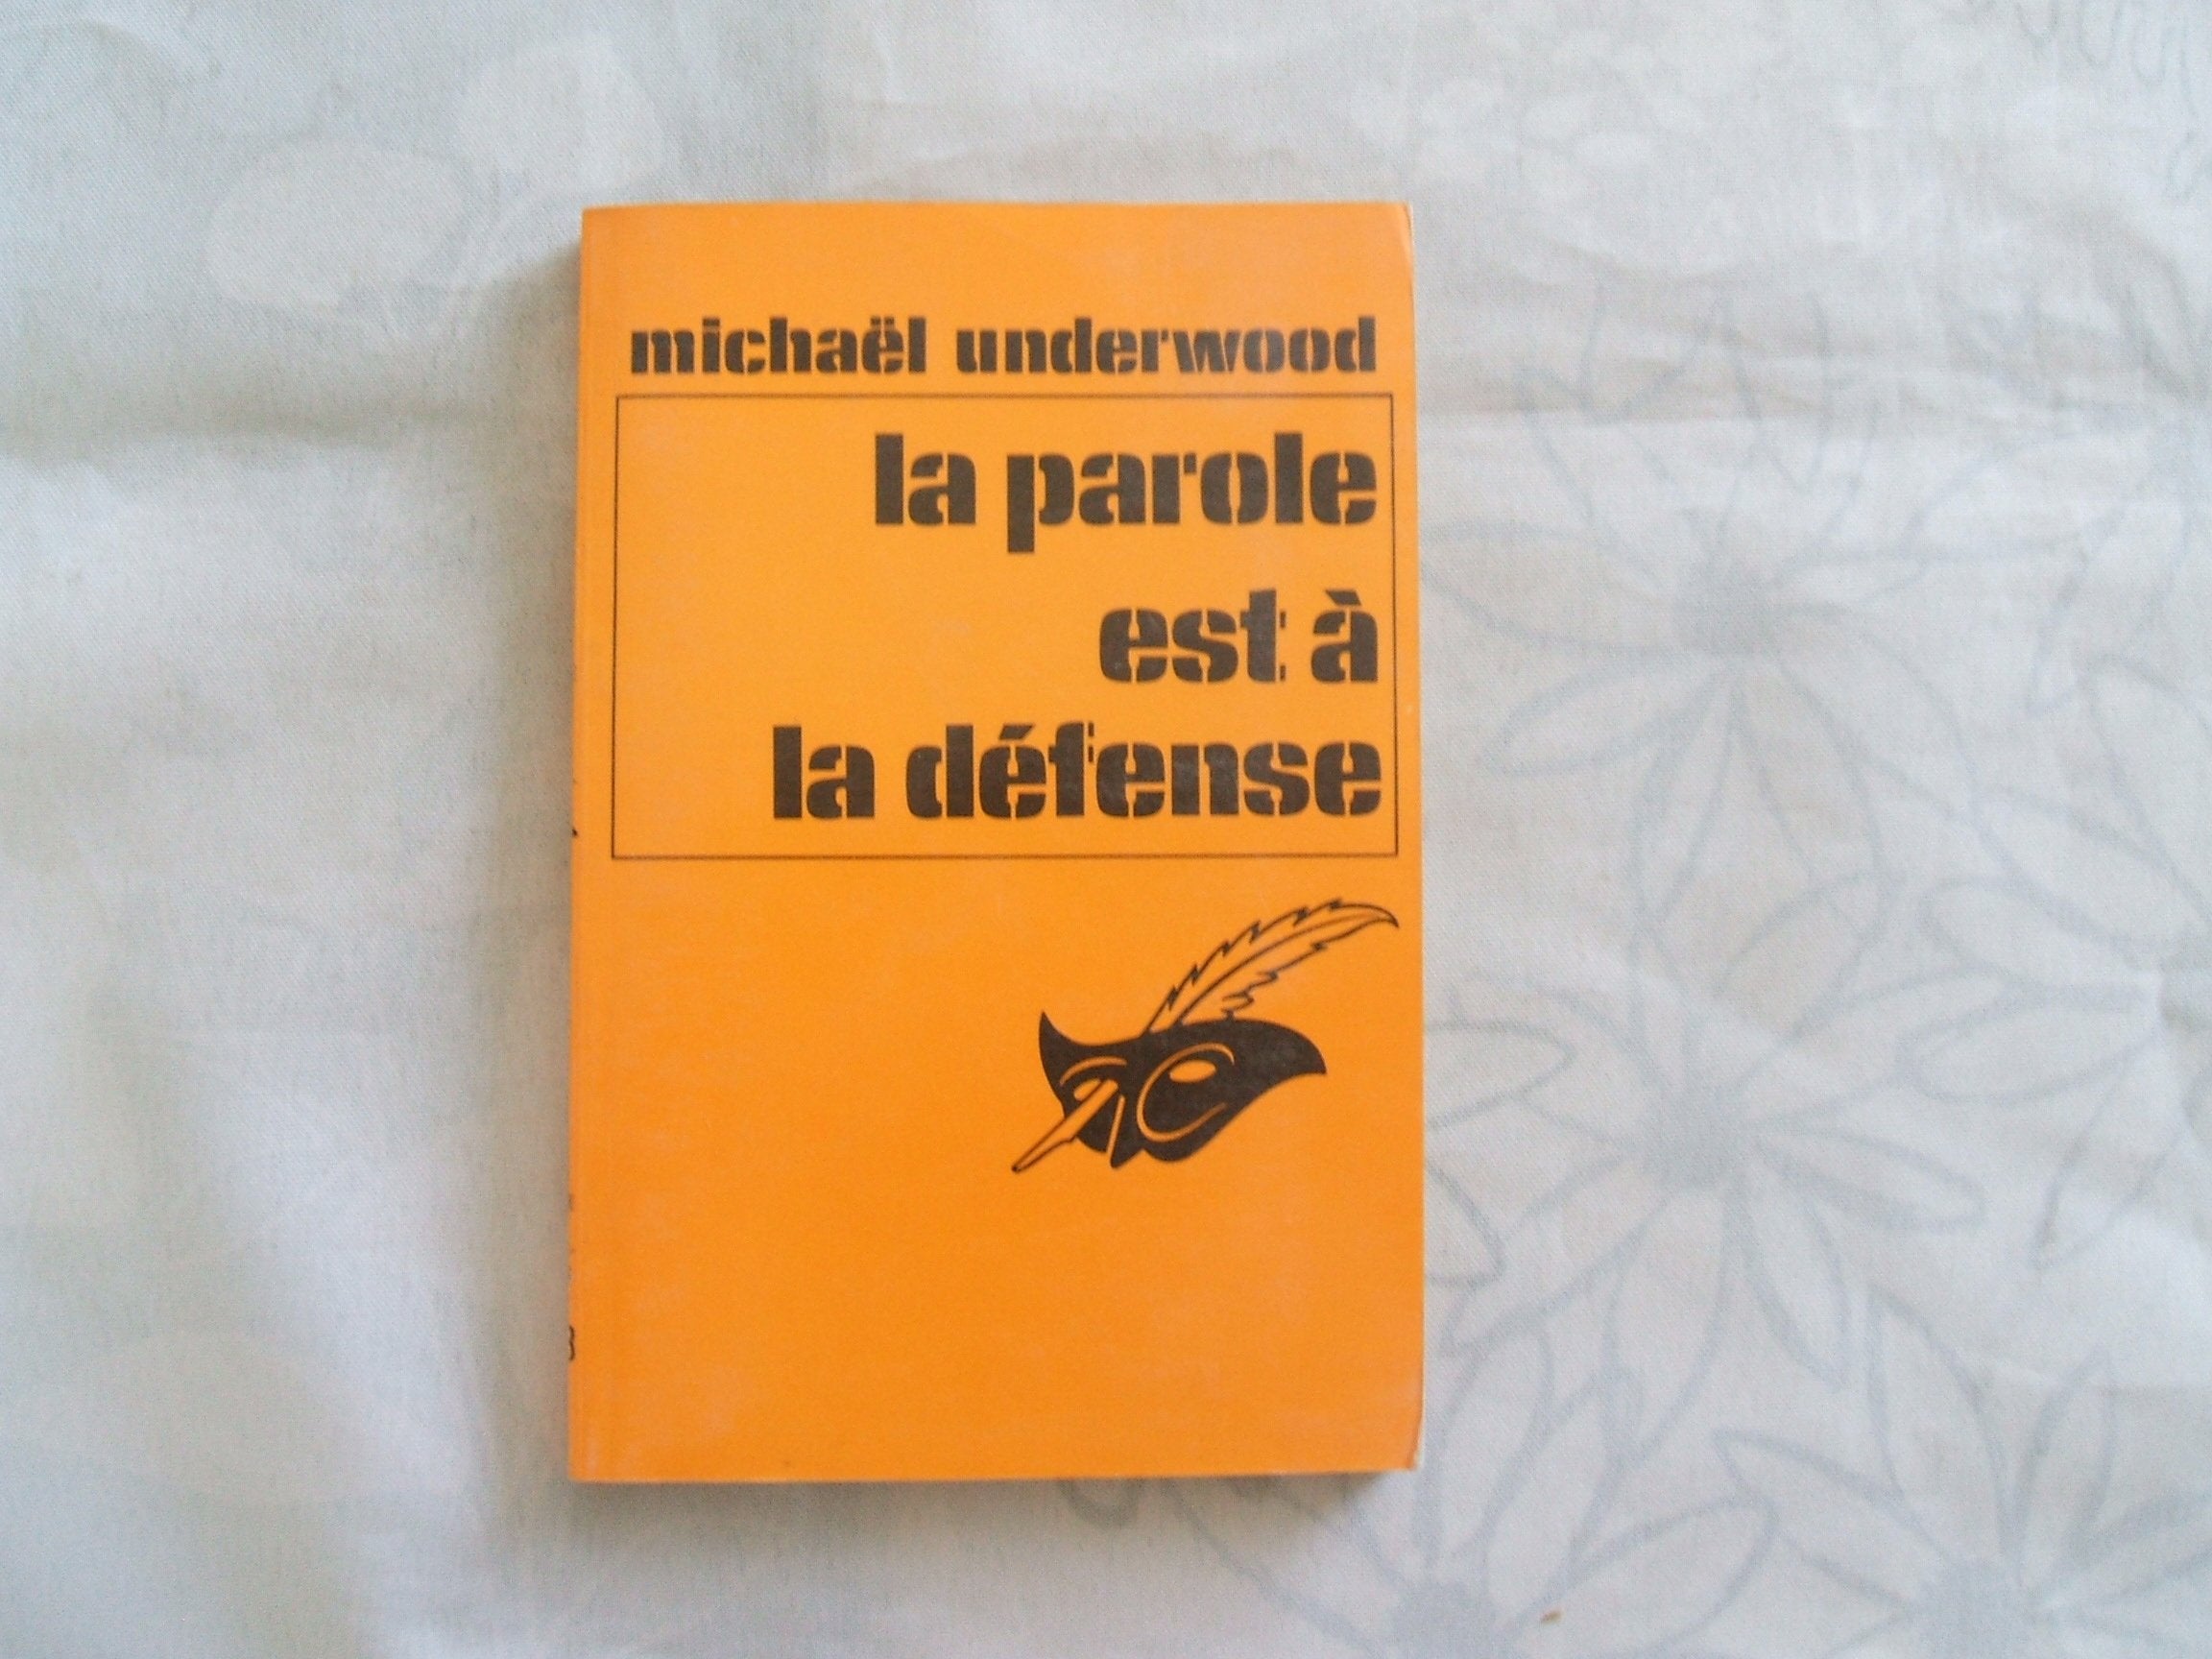 michaël underwood
la parole
est à
la défense